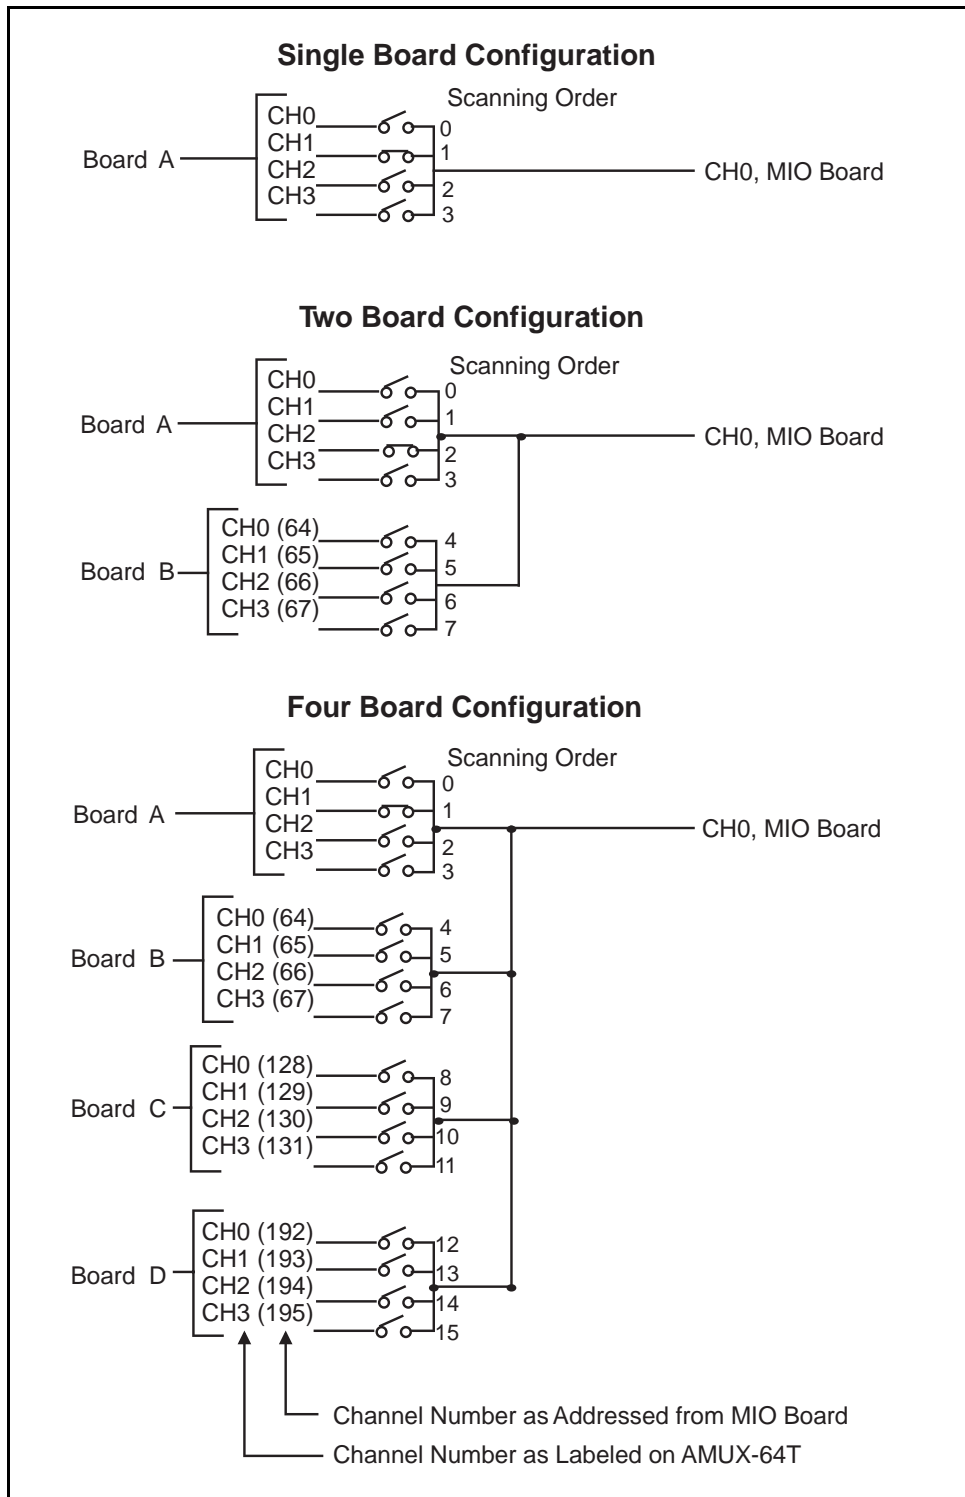 Single Board Configuration
Scanning Order
Board A
CH0
CH1
CH2
CH3
0
1
2
3
CH0, MIO Board
Two Board Configuration
Scanning Order
Board A
CH0
CH1
CH2
CH3
0
1
2
3
CH0, MIO Board
Board B
CH0 (64)
CH1 (65)
CH2 (66)
CH3 (67)
4
5
6
7
Four Board Configuration
Scanning Order
Board A
CH0
CH1
CH2
CH3
0
1
2
3
CH0, MIO Board
Board B
CH0 (64)
CH1 (65)
CH2 (66)
CH3 (67)
4
5
6
7
Board C
CH0 (128)
CH1 (129)
CH2 (130)
CH3 (131)
8
9
10
11
Board D
CH0 (192)
CH1 (193)
CH2 (194)
CH3 (195)
12
13
14
15
Channel Number as Addressed from MIO Board
Channel Number as Labeled on AMUX-64T